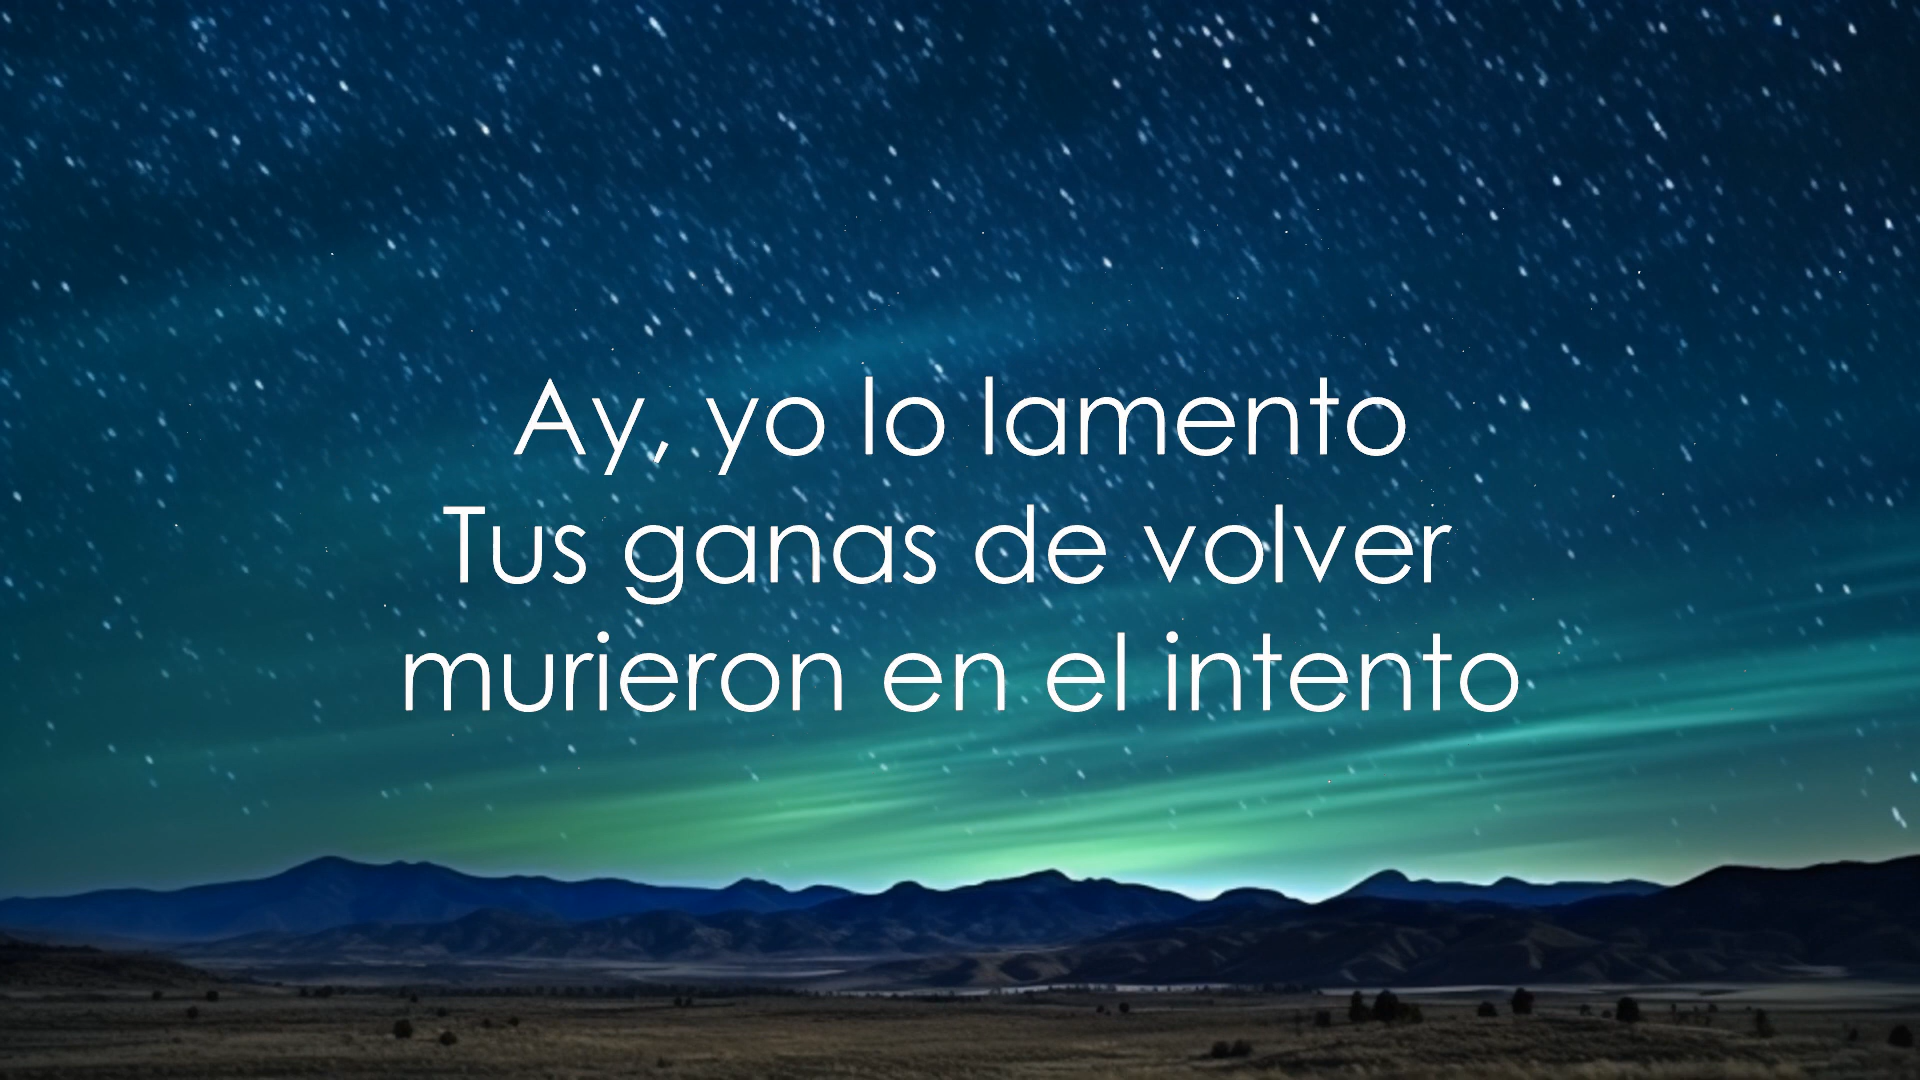 Ay, yo lo lamento
Tus ganas de volver
murieron en el intento